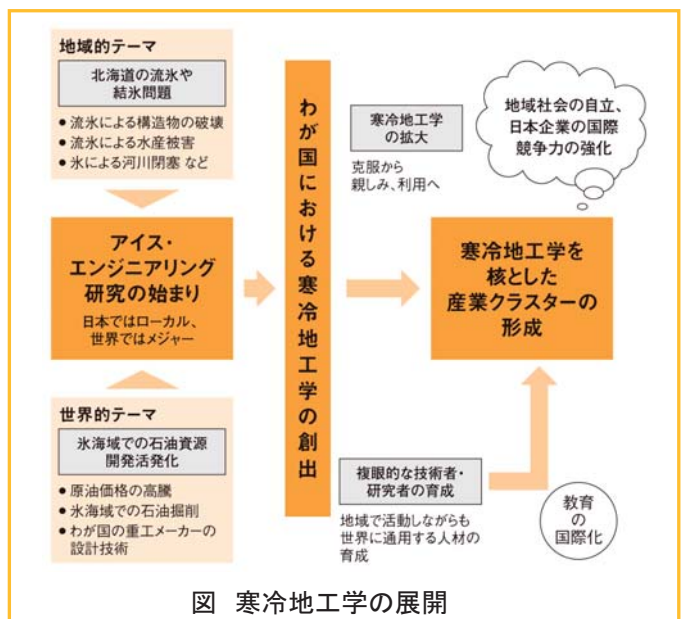 地域的テーマ
北海道の流氷や
結氷問題
● 流氷による構造物の破壊
● 流氷による水産被害
● 氷による河川閉塞 など
アイス・
エンジニアリング
研究の始まり
日本ではローカル、
世界ではメジャー
世界的テーマ
氷海域での石油資源
開発活発化
● 原油価格の高騰
● 氷海域での石油掘削
● わが国の重工メーカーの
設計技術
わが国における寒冷地工学の創出
寒冷地工学
の拡大
克服から
親しみ、利用へ
地域社会の自立、
日本企業の国際
競争力の強化
寒冷地工学を
核とした
産業クラスターの
形成
複眼的な技術者・
研究者の育成
地域で活動しながらも
世界に通用する人材の
育成
教育
の
国際化
図 寒冷地工学の展開